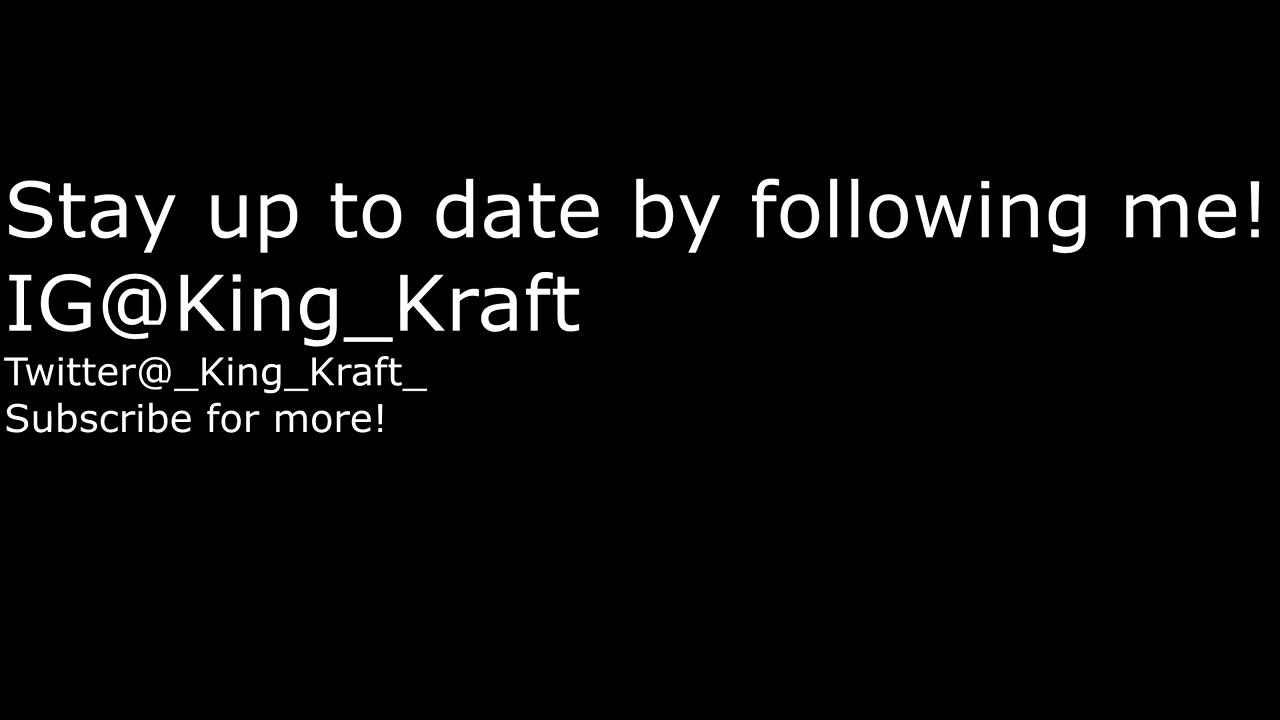 Stay up to date by following me!
IG@King_Kraft
Twitter@_King_Kraft_
Subscribe for more!